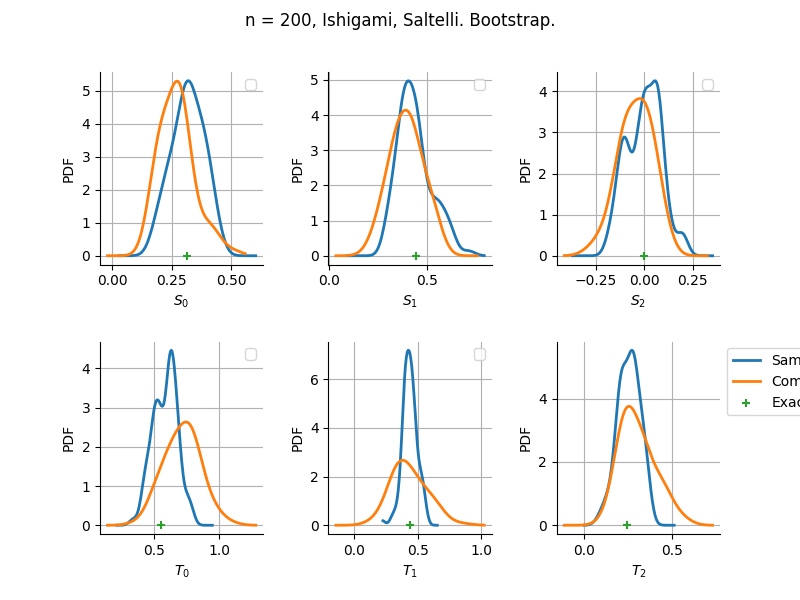 n = 200, Ishigami, Saltelli. Bootstrap.
PDF
5
4
3
2
1
0
0.00 0.25 0.50
S₀
PDF
5
4
3
2
1
0
0.0 0.5
S₁
PDF
4
3
2
1
0
−0.25 0.00 0.25
S₂
PDF
4
3
2
1
0
0.5 1.0
T₀
PDF
6
4
2
0
0.0 0.5 1.0
T₁
PDF
4
2
0
0.0 0.5
T₂
Sam
Com
Exac